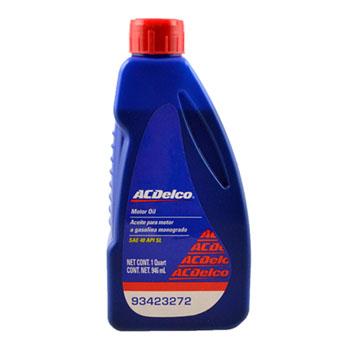 ACDelco
Motor Oil
Aceite para motor
a gasolina monogrado
SAE 40 API SL
NET CONT. 1 Quart
CONT. NET. 946 mL
ACDelco
ACDelco
ACDelco
93423272